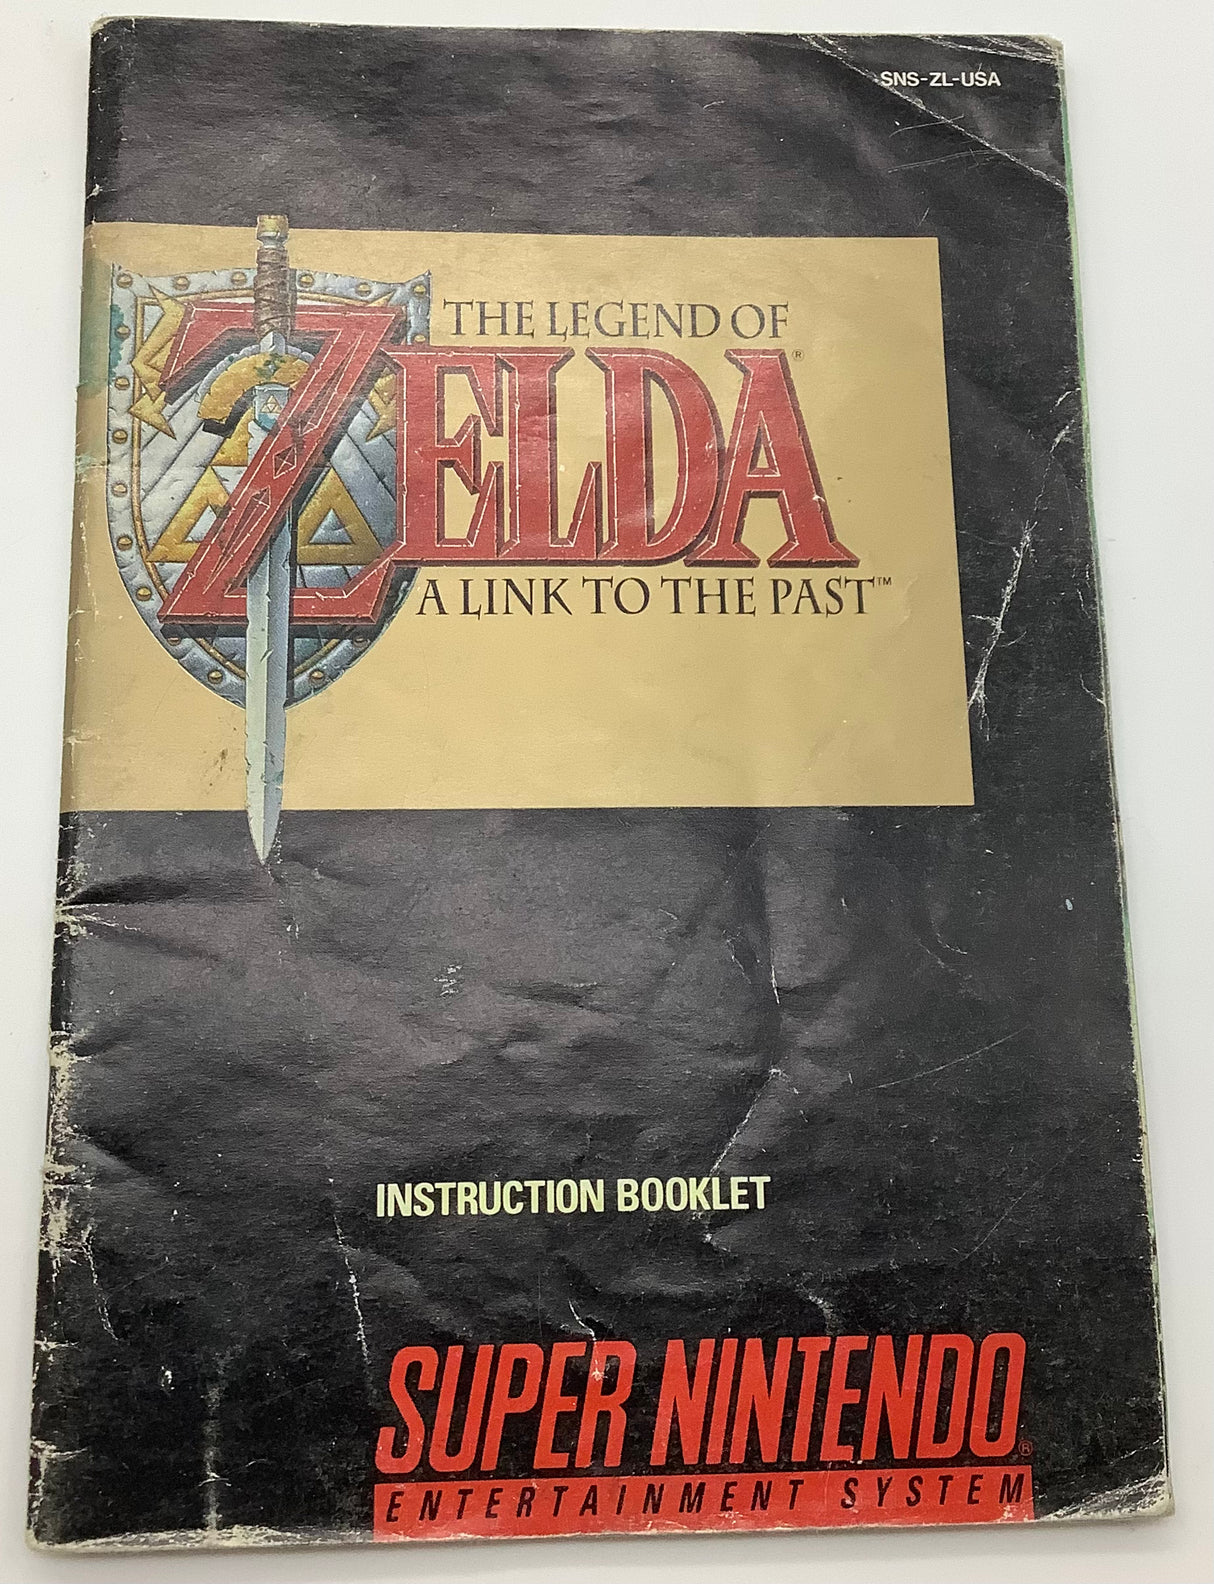 SNS-ZL-USA
THE LEGEND OF
ZELDA®
A LINK TO THE PAST™
INSTRUCTION BOOKLET
SUPER NINTENDO®
ENTERTAINMENT SYSTEM